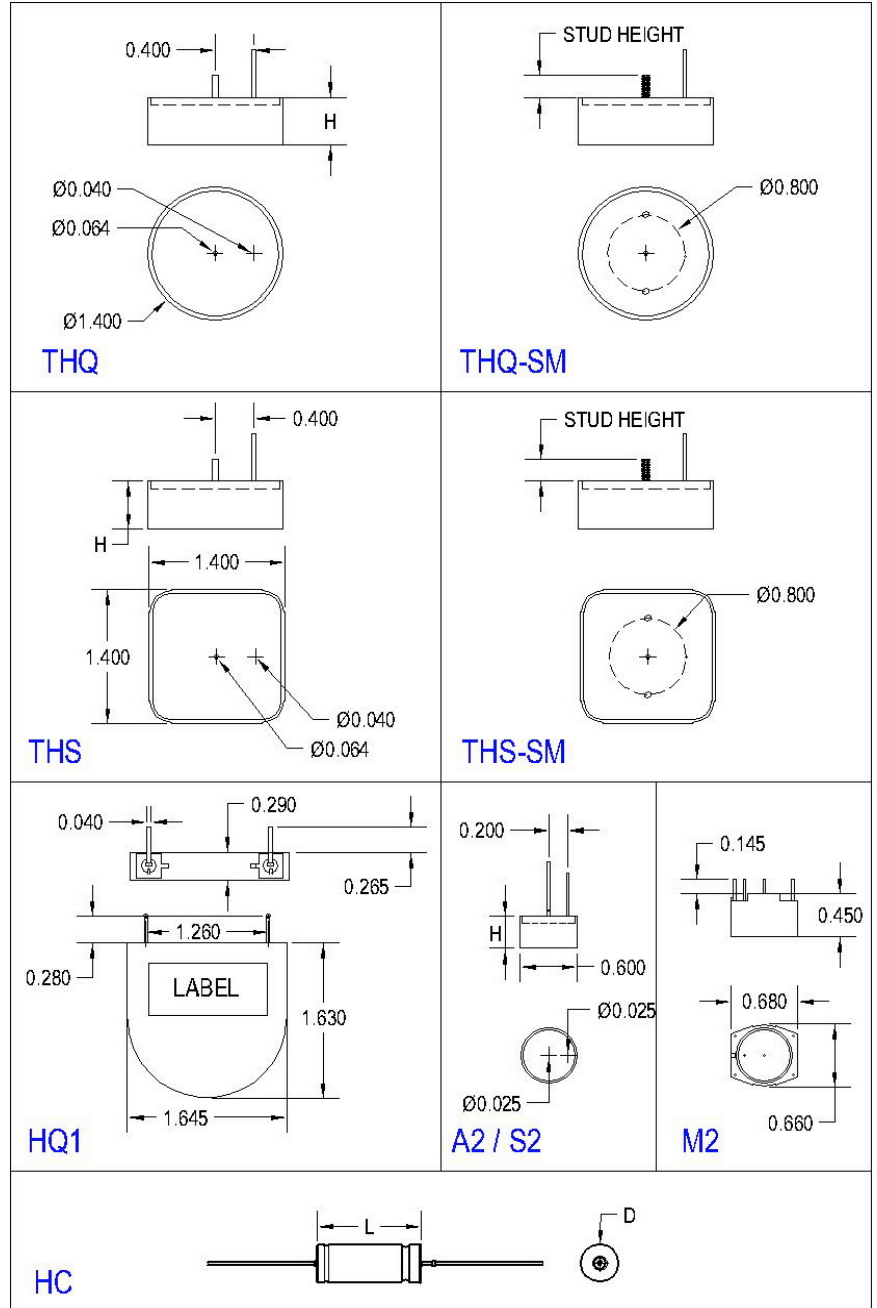 0.400
H
Ø0.040
Ø0.064
Ø1.400
THQ
STUD HEIGHT
Ø0.800
THQ-SM
0.400
H
1.400
1.400
Ø0.040
Ø0.064
THS
STUD HEIGHT
Ø0.800
THS-SM
0.040
0.290
0.265
1.260
0.280
LABEL
1.630
1.645
HQ1
0.200
H
0.600
Ø0.025
Ø0.025
A2 / S2
0.145
0.450
0.680
0.660
M2
L
D
HC